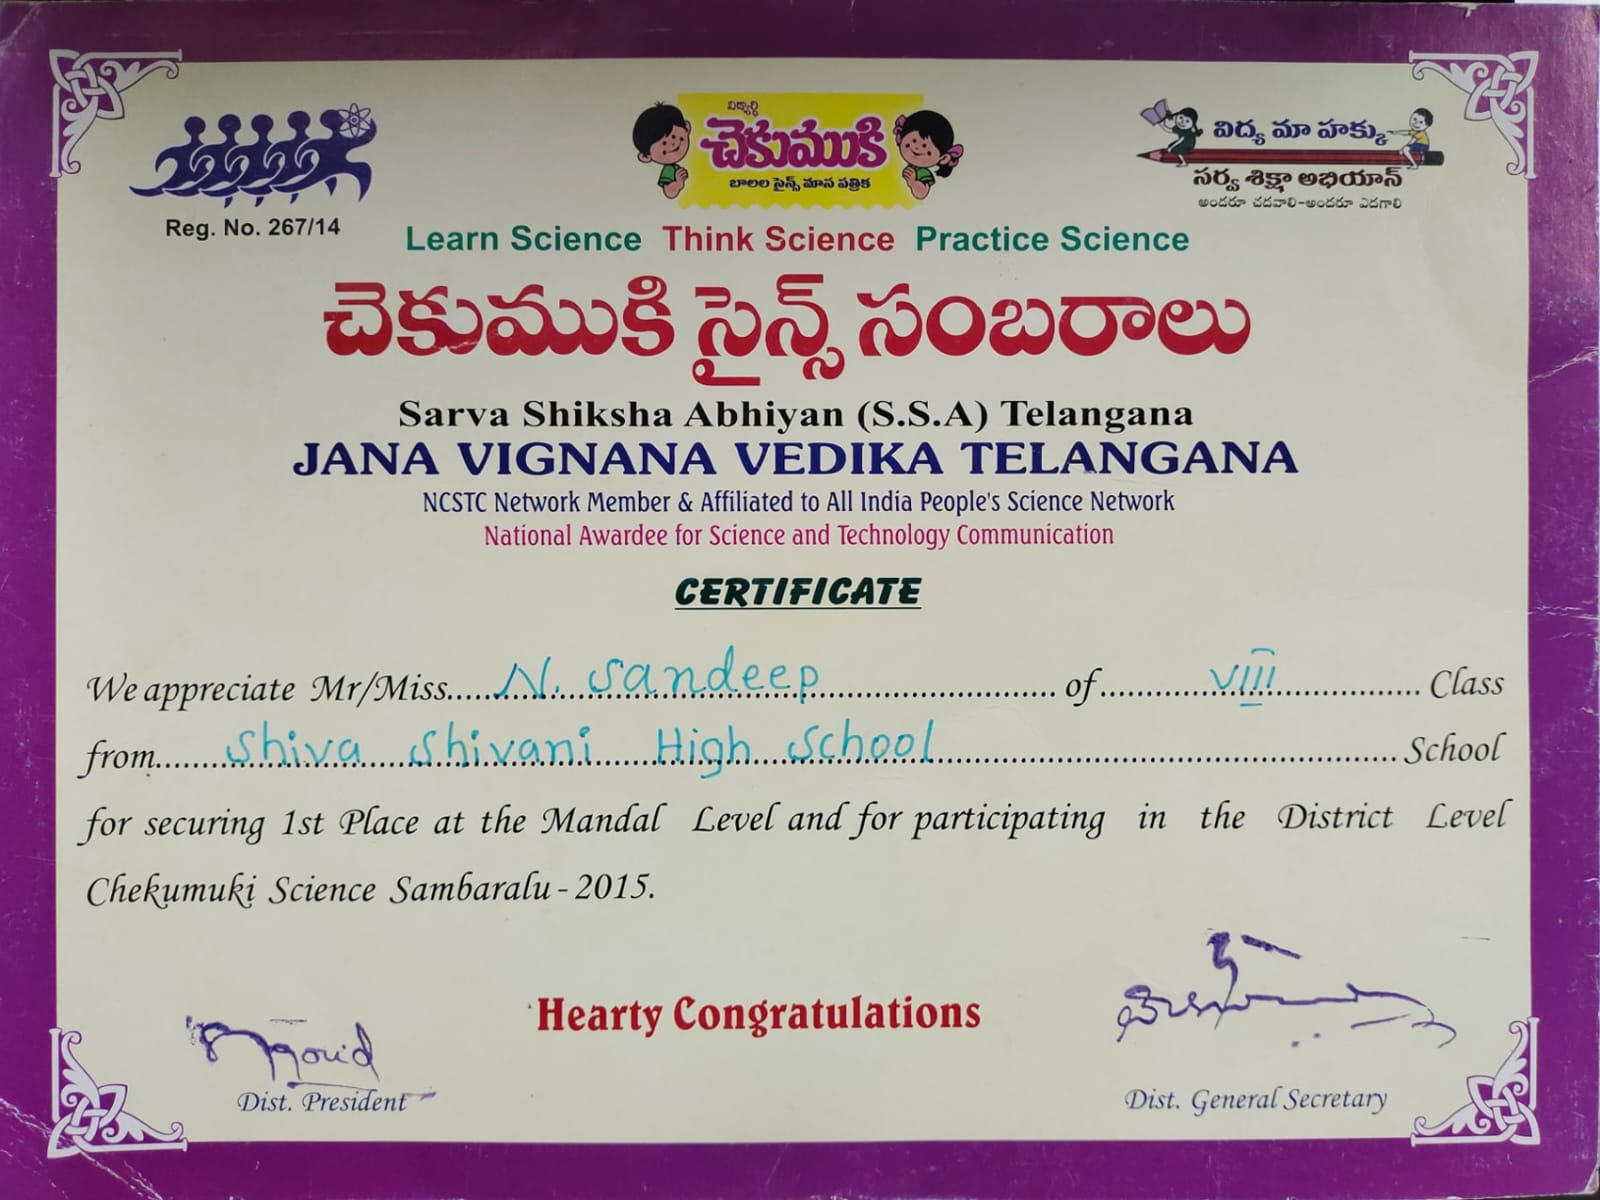 Reg. No. 267/14
విద్యార్థి
చెకుముకి
బాలల సైన్స్ మాస పత్రిక
విద్య మా హక్కు
సర్వ శిక్షా అభియాన్
అందరూ చదవాలి-అందరూ ఎదగాలి
Learn Science Think Science Practice Science
చెకుముకి సైన్స్ సంబరాలు
Sarva Shiksha Abhiyan (S.S.A) Telangana
JANA VIGNANA VEDIKA TELANGANA
NCSTC Network Member & Affiliated to All India People's Science Network
National Awardee for Science and Technology Communication
CERTIFICATE
We appreciate Mr/Miss.....N. Sandeep.....of.....VIII.....Class
from.....Shiva Shivani High School.....School
for securing 1st Place at the Mandal Level and for participating in the District Level
Chekumuki Science Sambaralu - 2015.
Hearty Congratulations
Dist. President
Dist. General Secretary